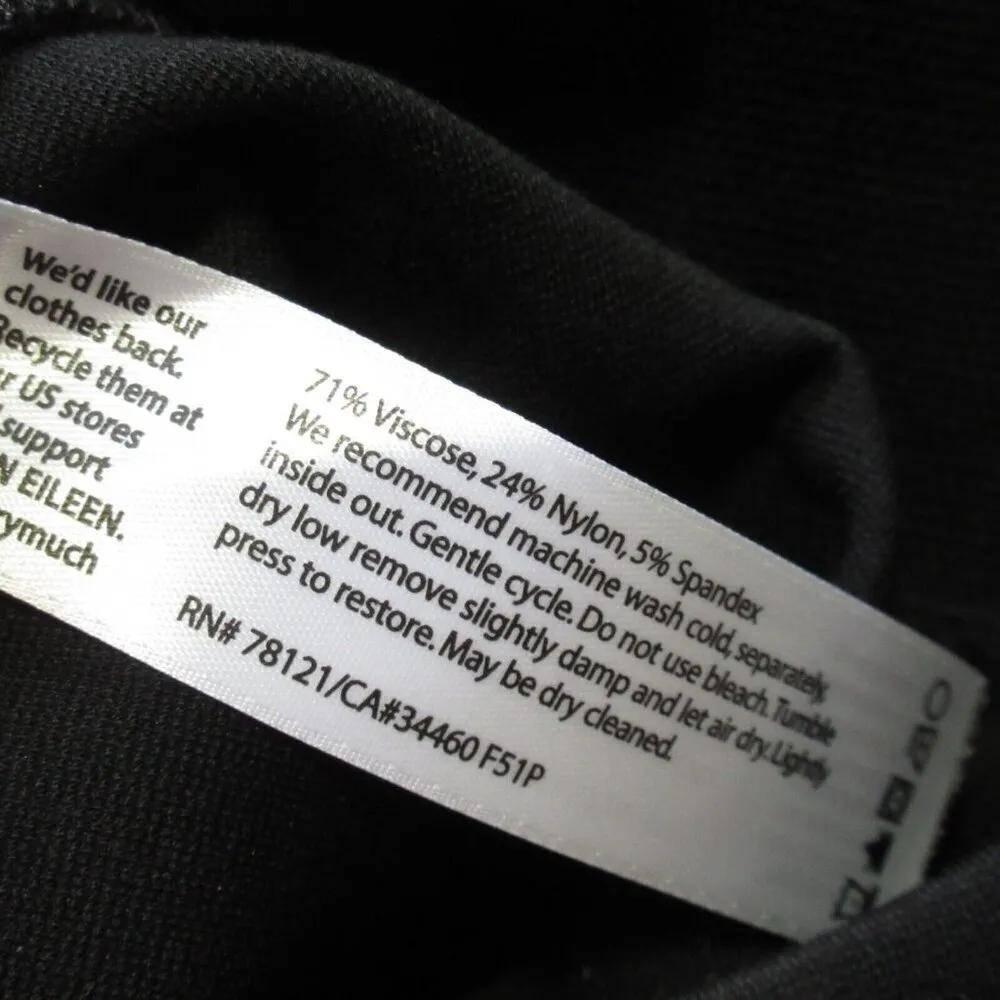 We'd like our
clothes back.
Recycle them at
US stores
support
EILEEN.
71% Viscose, 24% Nylon, 5% Spandex
We recommend machine wash cold, separately,
inside out. Gentle cycle. Do not use bleach. Tumble
dry low remove slightly damp and let air dry. Lightly
press to restore. May be dry cleaned.
RN# 78121/CA#34460 F51P